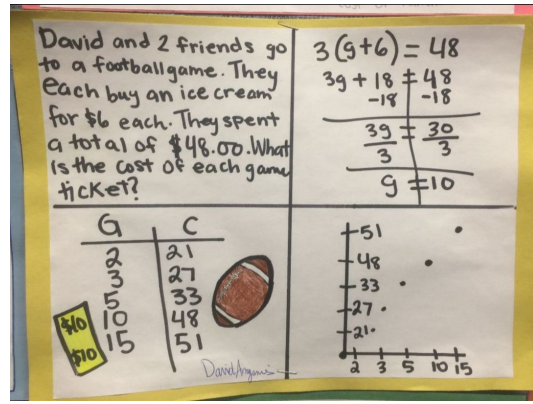 David and 2 friends go
to a football game. They
each buy an ice cream
for $6 each. They spent
a total of $48.00. What
is the cost of each game
ticket?
3(g+6) = 48
3g + 18 = 48
-18 -18
3g = 30
3 3
g = 10
G C
2 21
3 27
5 33
10 48
15 51
$10
$10
David
51
48
33
27
21
2 3 5 10 15